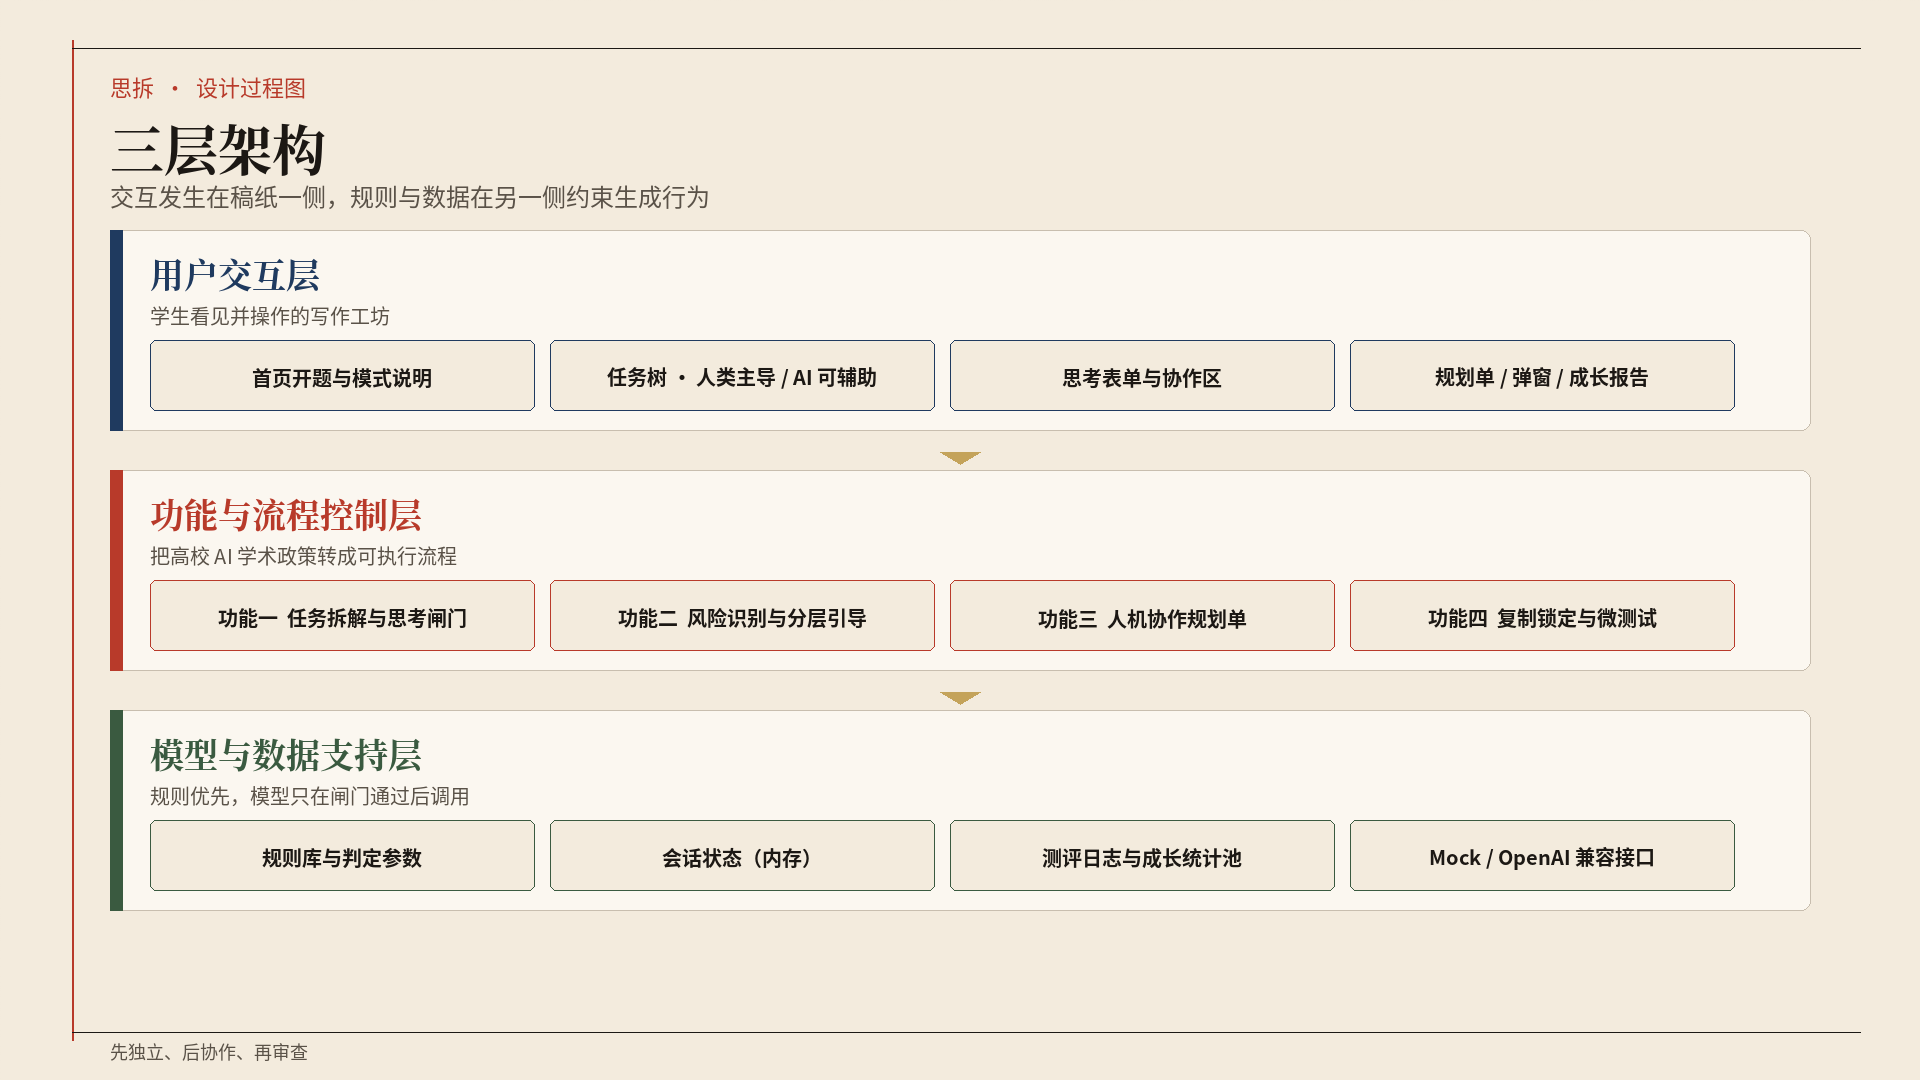 思拆 · 设计过程图
三层架构
交互发生在稿纸一侧，规则与数据在另一侧约束生成行为
用户交互层
学生看见并操作的写作工坊
首页开题与模式说明
任务树 · 人类主导 / AI 可辅助
思考表单与协作区
规划单 / 弹窗 / 成长报告
功能与流程控制层
把高校 AI 学术政策转成可执行流程
功能一 任务拆解与思考闸门
功能二 风险识别与分层引导
功能三 人机协作规划单
功能四 复制锁定与微测试
模型与数据支持层
规则优先，模型只在闸门通过后调用
规则库与判定参数
会话状态（内存）
测评日志与成长统计池
Mock / OpenAI 兼容接口
先独立、后协作、再审查